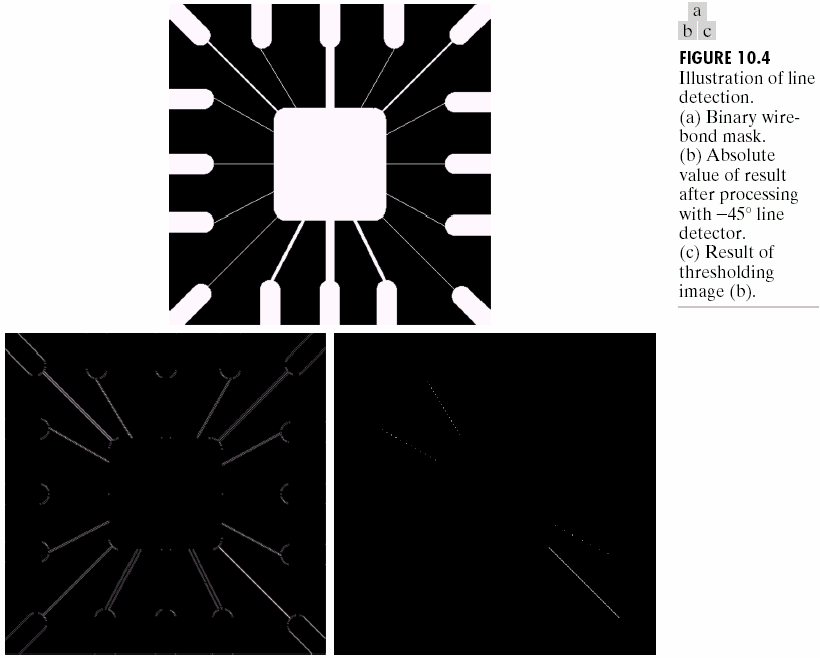 a
b c
FIGURE 10.4
Illustration of line
detection.
(a) Binary wire-
bond mask.
(b) Absolute
value of result
after processing
with −45° line
detector.
(c) Result of
thresholding
image (b).